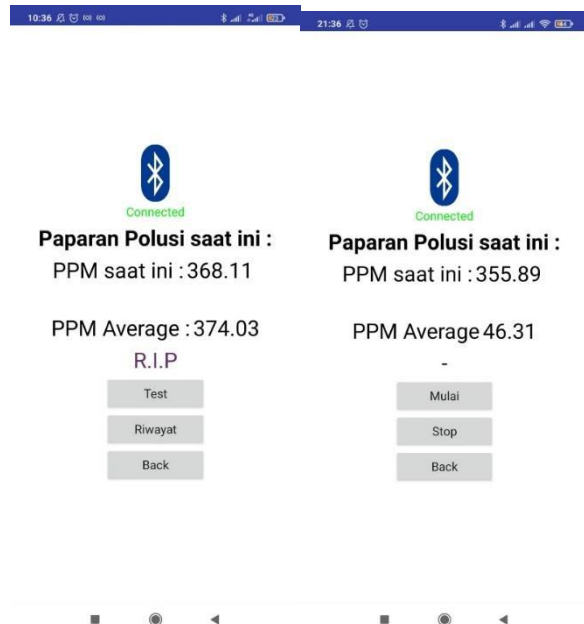 10:36
Connected
Paparan Polusi saat ini :
PPM saat ini : 368.11
PPM Average : 374.03
R.I.P
Test
Riwayat
Back
21:36
Connected
Paparan Polusi saat ini :
PPM saat ini : 355.89
PPM Average 46.31
-
Mulai
Stop
Back